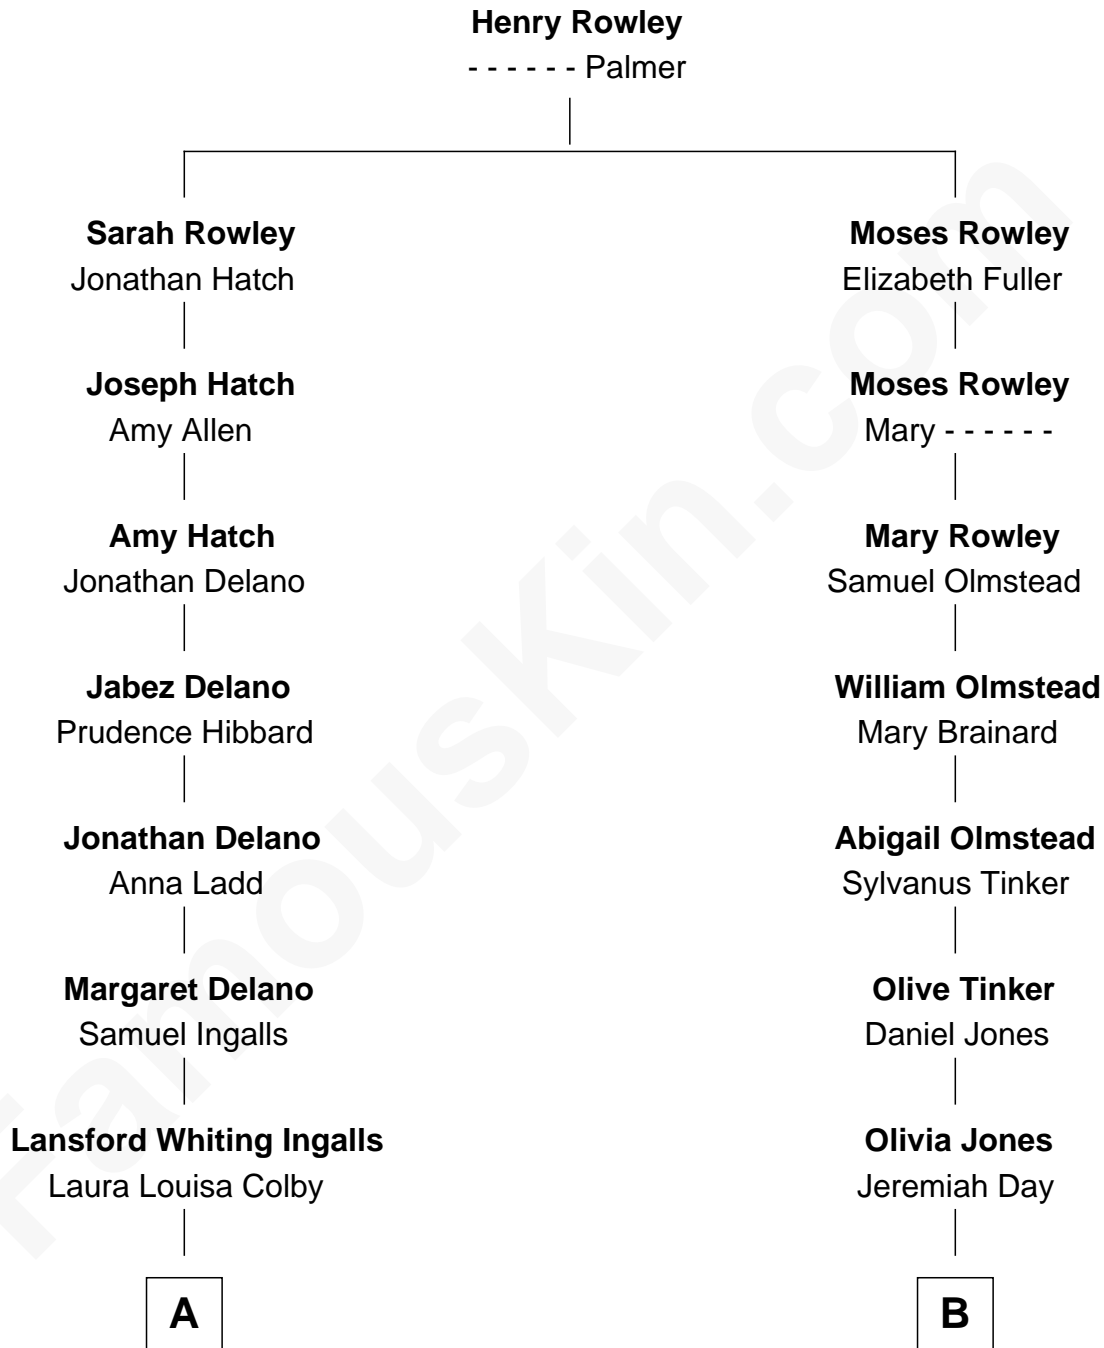 Henry Rowley
- - - - - - Palmer
Sarah Rowley
Jonathan Hatch
Joseph Hatch
Amy Allen
Amy Hatch
Jonathan Delano
Jabez Delano
Prudence Hibbard
Jonathan Delano
Anna Ladd
Margaret Delano
Samuel Ingalls
Lansford Whiting Ingalls
Laura Louisa Colby
A
Moses Rowley
Elizabeth Fuller
Moses Rowley
Mary - - - - - -
Mary Rowley
Samuel Olmstead
William Olmstead
Mary Brainard
Abigail Olmstead
Sylvanus Tinker
Olive Tinker
Daniel Jones
Olivia Jones
Jeremiah Day
B
FamousKin.com